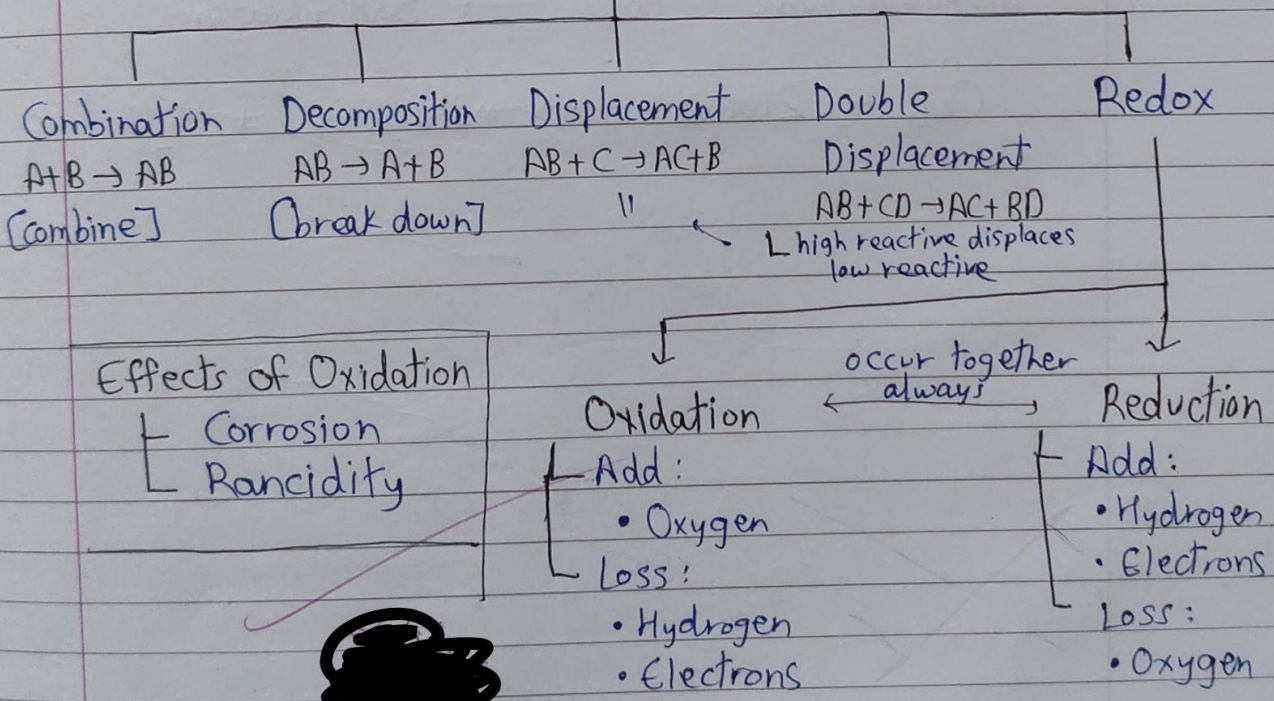 Combination
A+B → AB
[combine]
Decomposition
AB → A+B
[break down]
Displacement
AB + C → AC+B
"
Double
Displacement
AB + CD → AC + BD
high reactive displaces
low reactive
Redox
Effects of Oxidation
Corrosion
Rancidity
Oxidation
Add :
• Oxygen
Loss :
• Hydrogen
• Electrons
occur together
always
Reduction
Add :
• Hydrogen
• Electrons
Loss :
• Oxygen